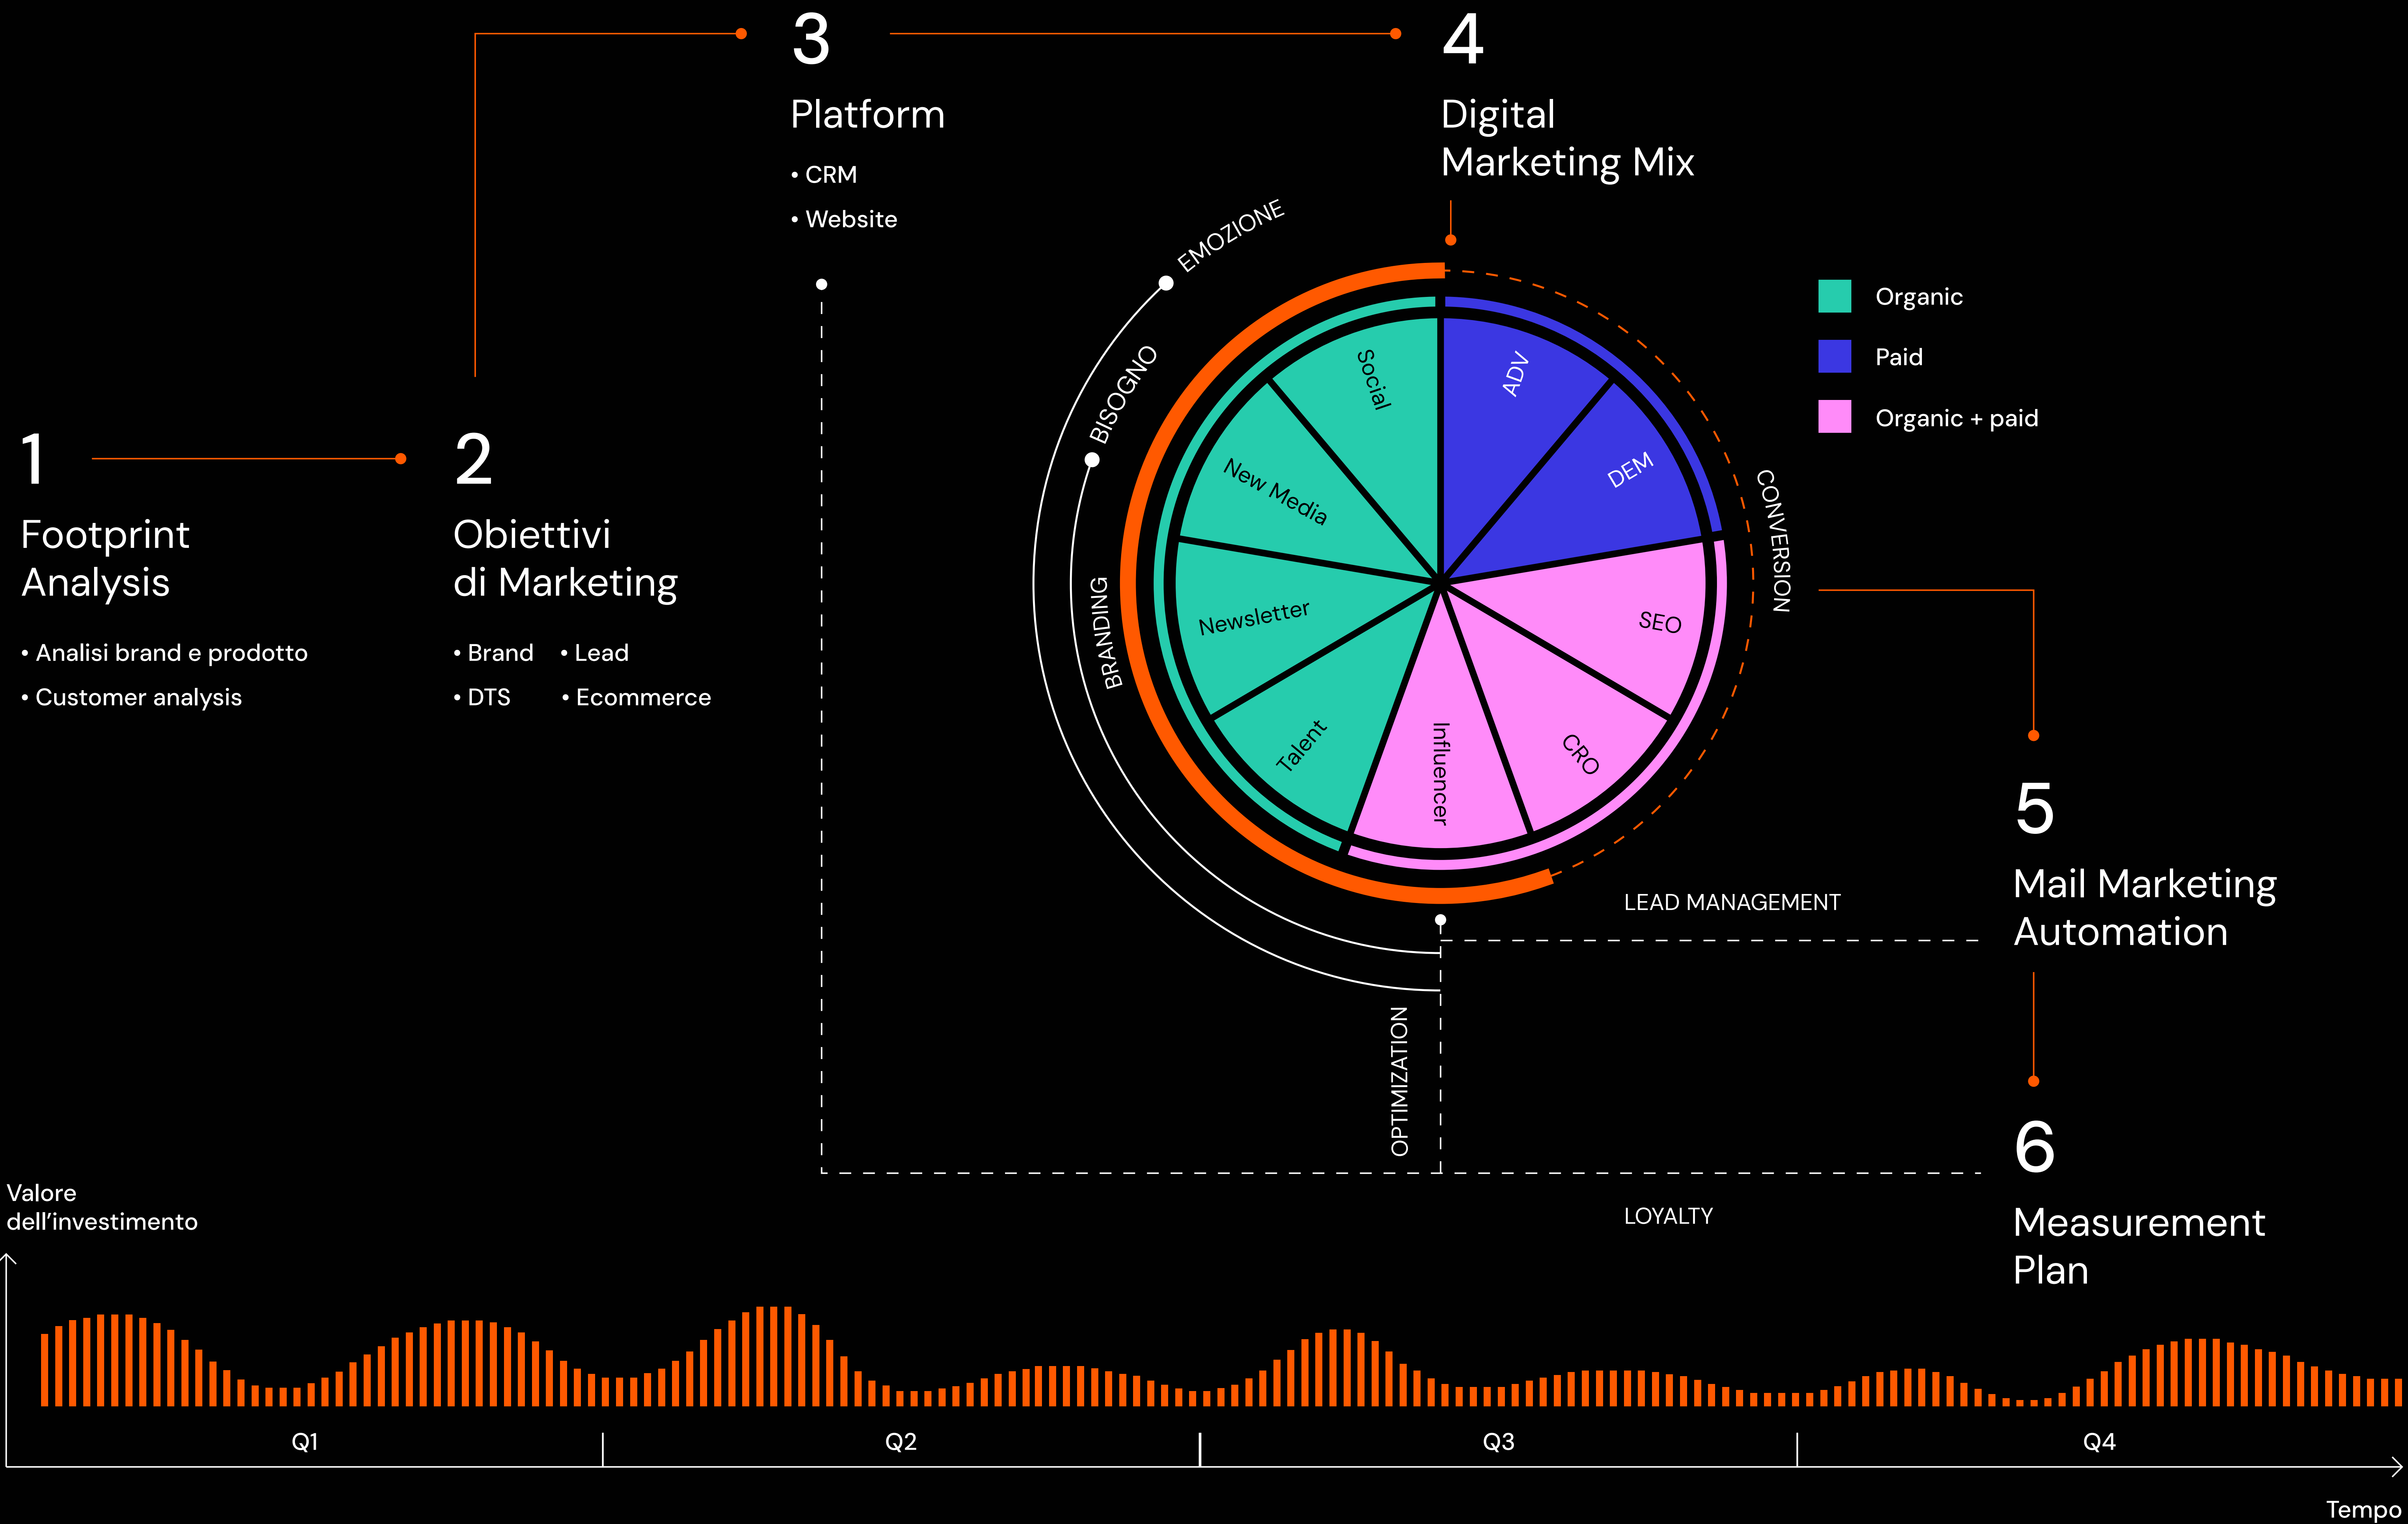 1
Footprint
Analysis
• Analisi brand e prodotto
• Customer analysis
2
Obiettivi
di Marketing
• Brand • Lead
• DTS • Ecommerce
3
Platform
• CRM
• Website
4
Digital
Marketing Mix
EMOZIONE
BISOGNO
BRANDING
CONVERSION
Social
ADV
DEM
SEO
CRO
Influencer
Talent
Newsletter
New Media
Organic
Paid
Organic + paid
5
Mail Marketing
Automation
LEAD MANAGEMENT
OPTIMIZATION
LOYALTY
6
Measurement
Plan
Valore
dell’investimento
Q1
Q2
Q3
Q4
Tempo